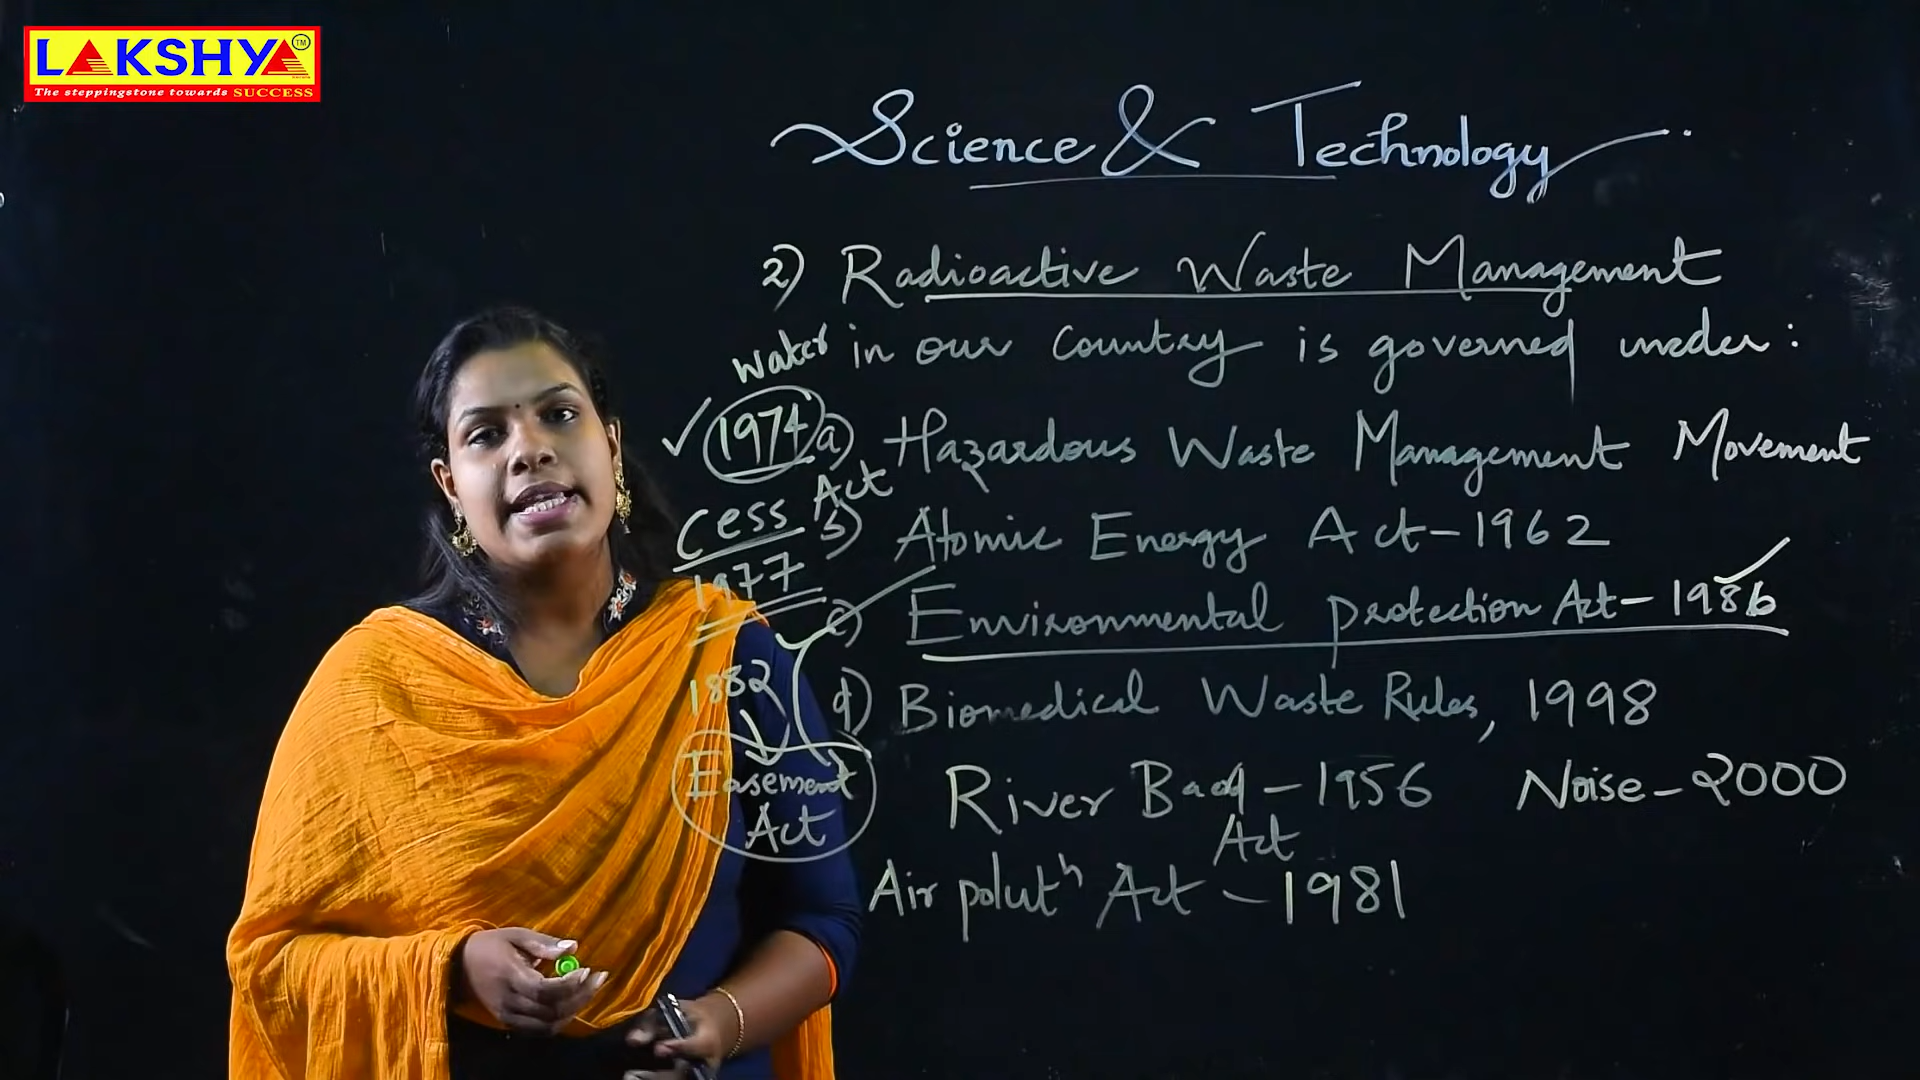 LAKSHYA TM
The steppingstone towards SUCCESS
Science & Technology
2) Radioactive Waste Management
in our country is governed under:
Water
1974
Act
a) Hazardous Waste Management Movement
Cess
1977
b) Atomic Energy Act - 1962
c) Environmental protection Act - 1986
1882
Easement
Act
d) Biomedical Waste Rules, 1998
River - 1956 Noise - 2000
Act
Air polutn Act - 1981